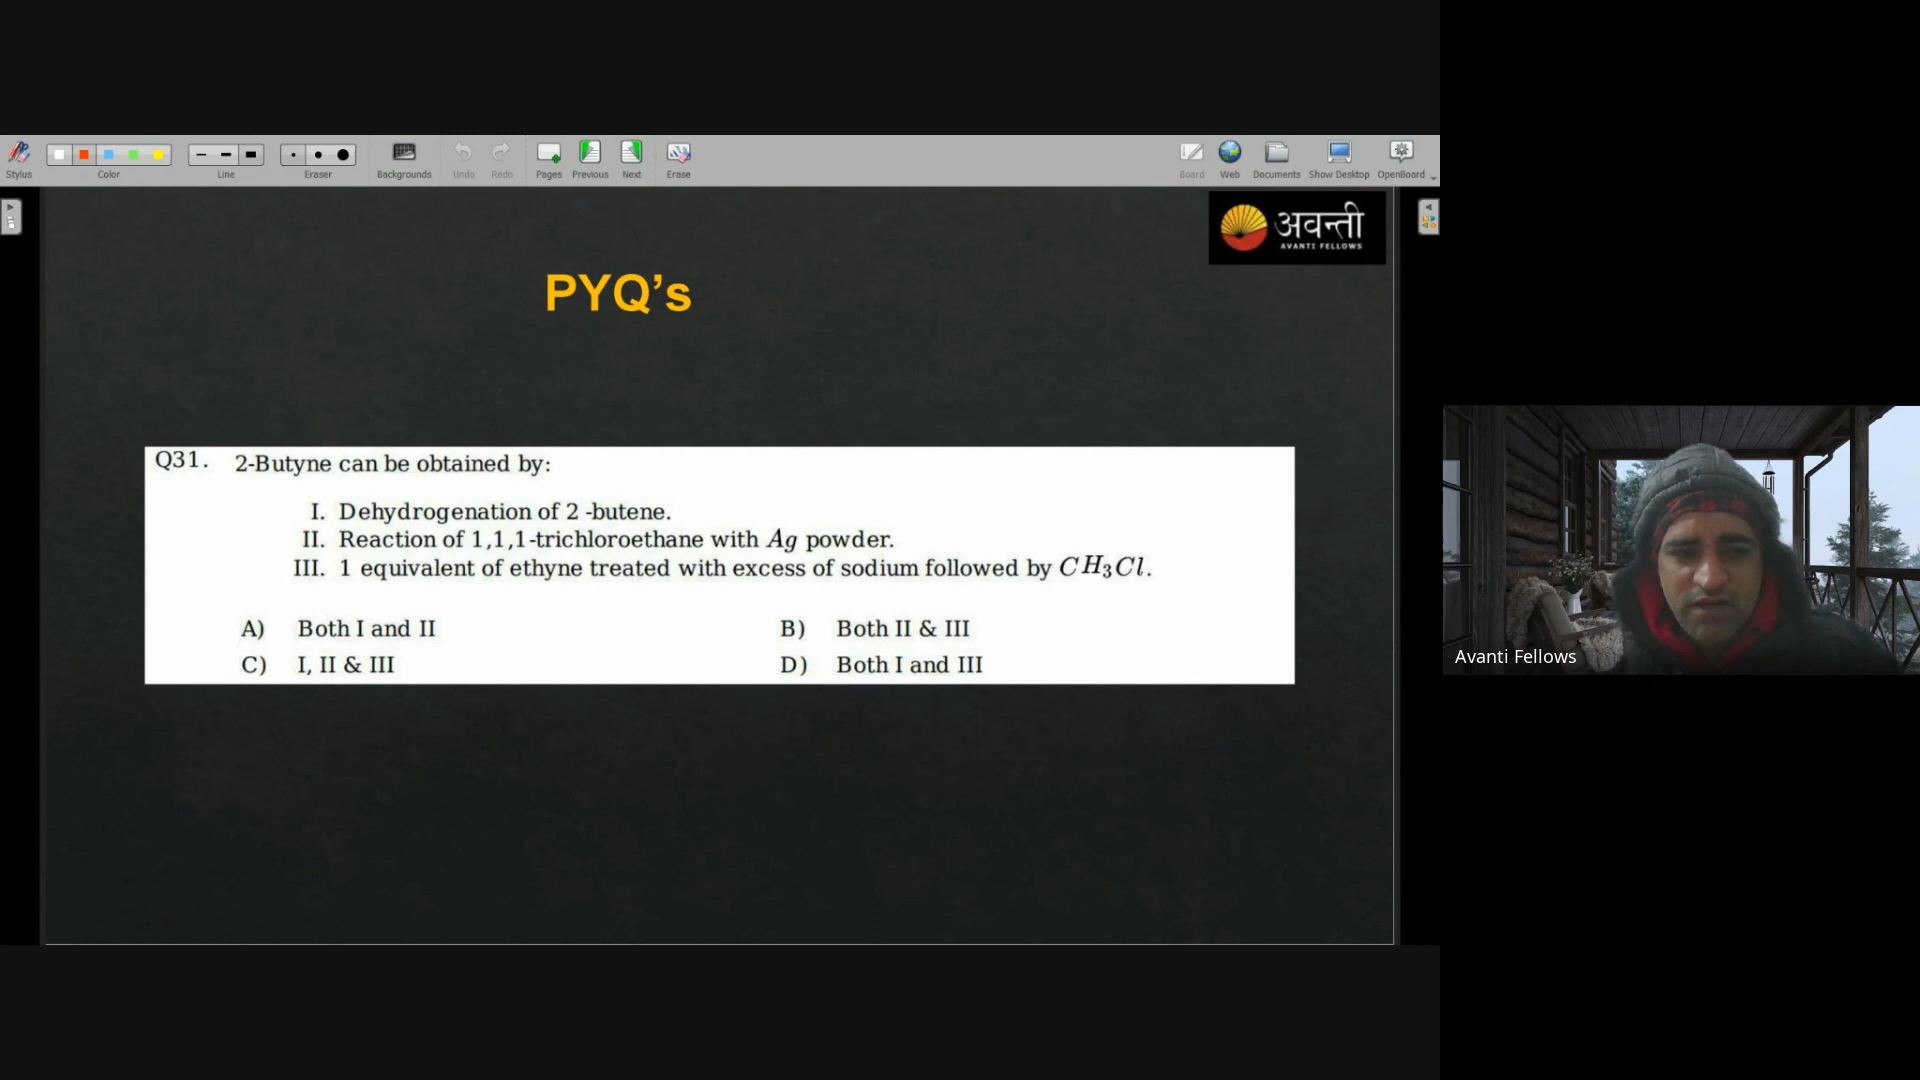 Stylus Color Line Eraser Backgrounds Undo Redo Pages Previous Next Erase Board Web Documents Show Desktop OpenBoard
अवन्ती
AVANTI FELLOWS
PYQ’s
Q31. 2-Butyne can be obtained by:
I. Dehydrogenation of 2 -butene.
II. Reaction of 1,1,1-trichloroethane with Ag powder.
III. 1 equivalent of ethyne treated with excess of sodium followed by CH₃Cl.
A) Both I and II B) Both II & III
C) I, II & III D) Both I and III
Avanti Fellows